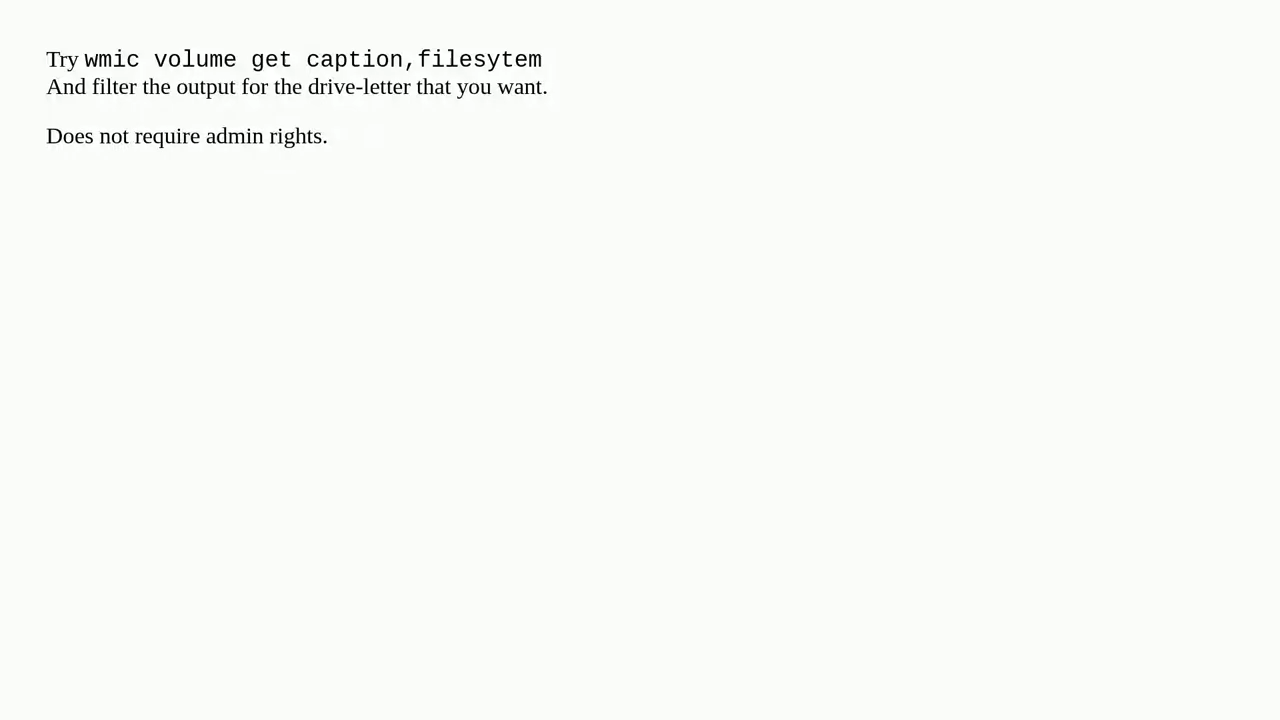 Try wmic volume get caption,filesytem
And filter the output for the drive-letter that you want.
Does not require admin rights.